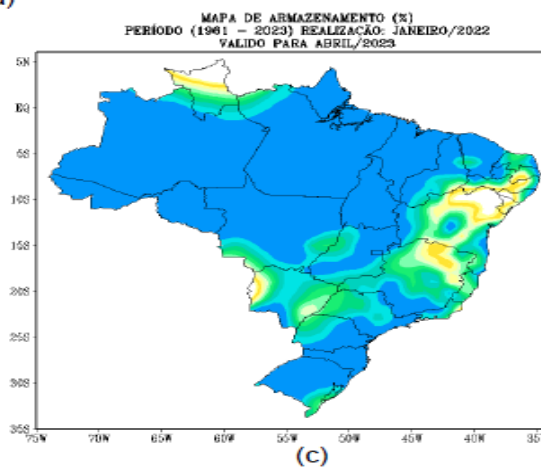 MAPA DE ARMAZENAMENTO (%)
PERÍODO (1961 – 2023) REALIZAÇÃO: JANEIRO/2022
VALIDO PARA ABRIL/2023
5N
EQ
5S
10S
15S
20S
25S
30S
35S
75W 70W 65W 60W 55W 50W 45W 40W
(c)